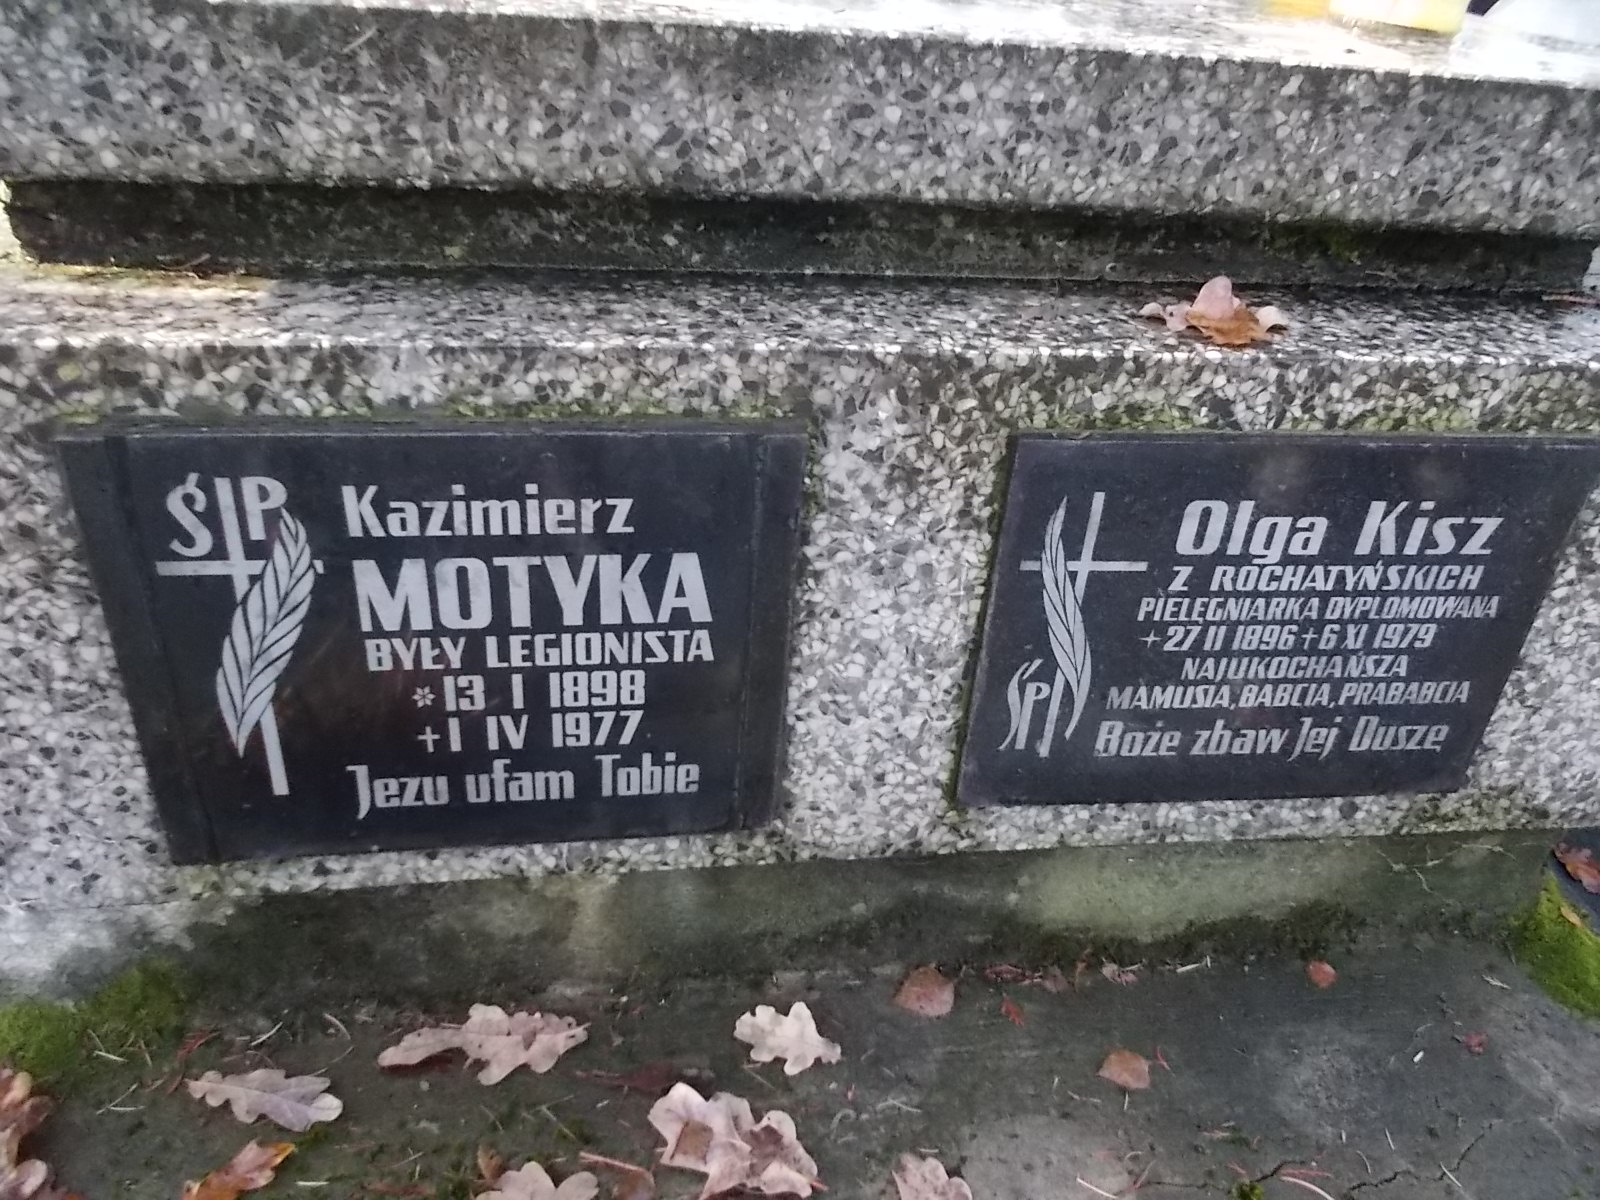 ŚP
Kazimierz
MOTYKA
BYŁY LEGIONISTA
*13 I 1898
+1 IV 1977
Jezu ufam Tobie
ŚP
Olga Kisz
Z ROCHATYŃSKICH
PIELĘGNIARKA DYPLOMOWANA
+27 II 1896+6 XI 1979
NAJUKOCHAŃSZA
MAMUSIA, BABCIA, PRABABCIA
Boże zbaw Jej Duszę